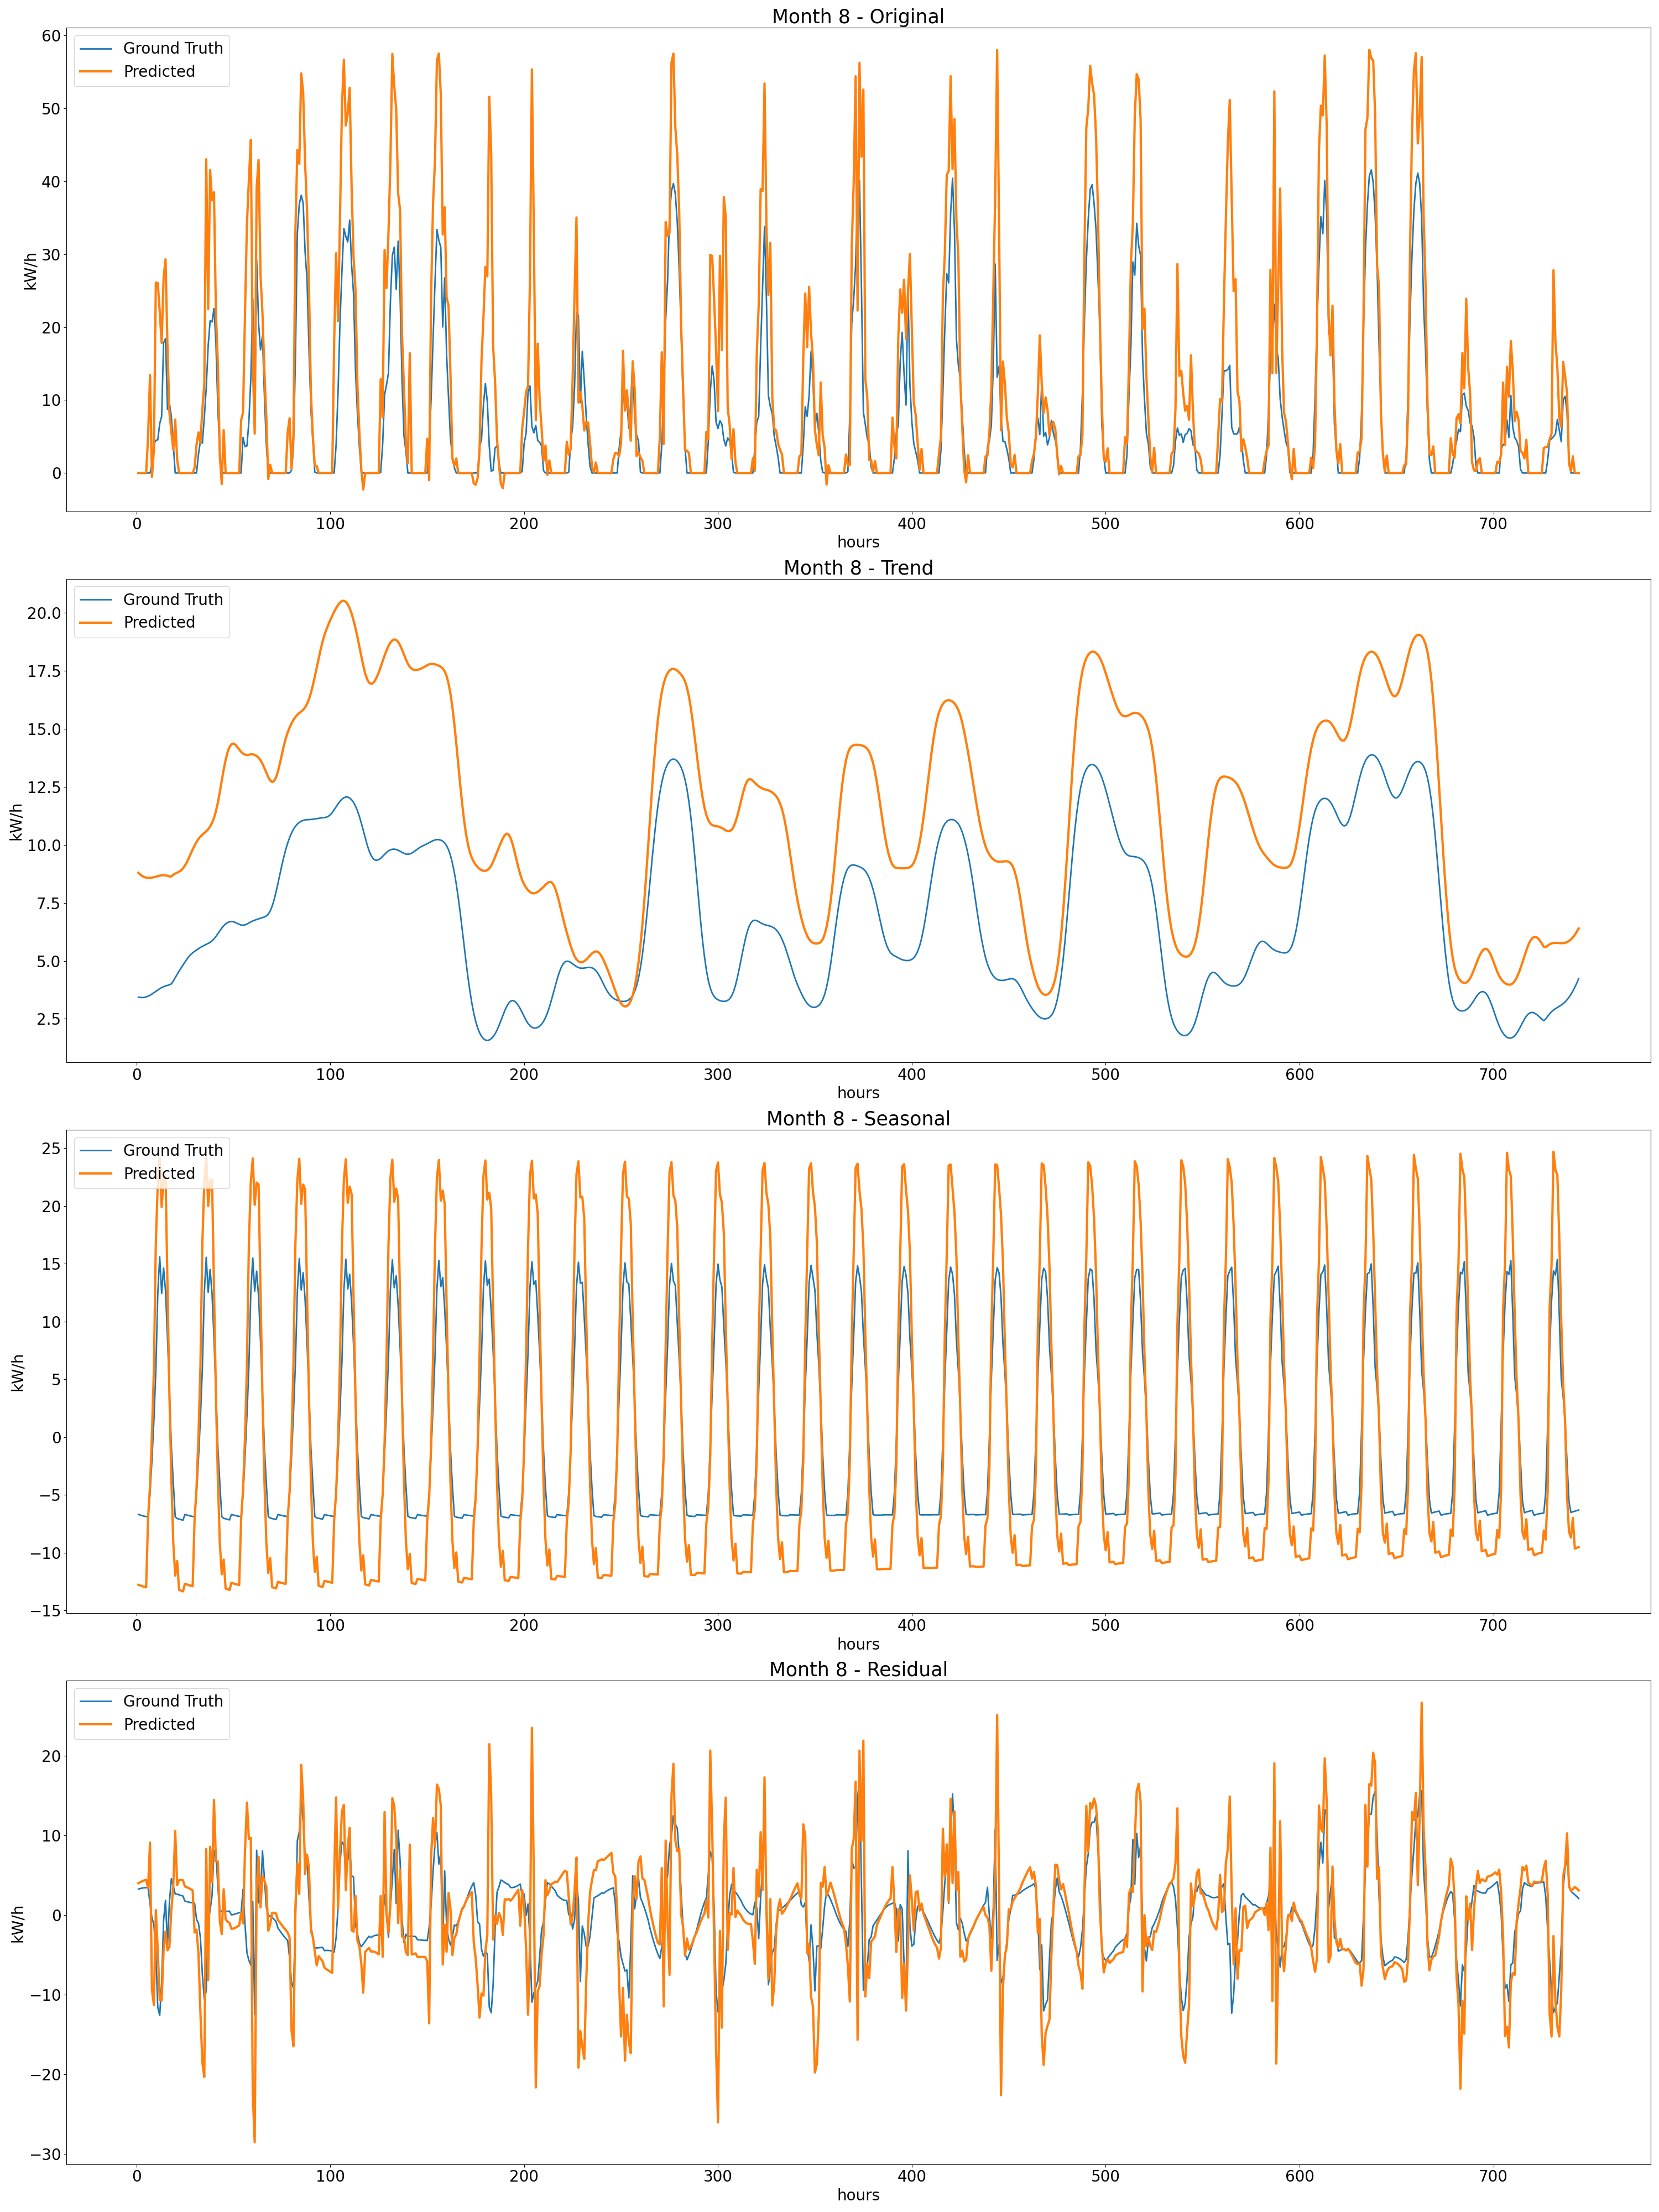 Month 8 - Original
Ground Truth
Predicted
60
50
40
30
20
10
0
kW/h
0 100 200 300 400 500 600 700
hours
Month 8 - Trend
Ground Truth
Predicted
20.0
17.5
15.0
12.5
10.0
7.5
5.0
2.5
kW/h
0 100 200 300 400 500 600 700
hours
Month 8 - Seasonal
Ground Truth
Predicted
25
20
15
10
5
0
−5
−10
−15
kW/h
0 100 200 300 400 500 600 700
hours
Month 8 - Residual
Ground Truth
Predicted
20
10
0
−10
−20
−30
kW/h
0 100 200 300 400 500 600 700
hours